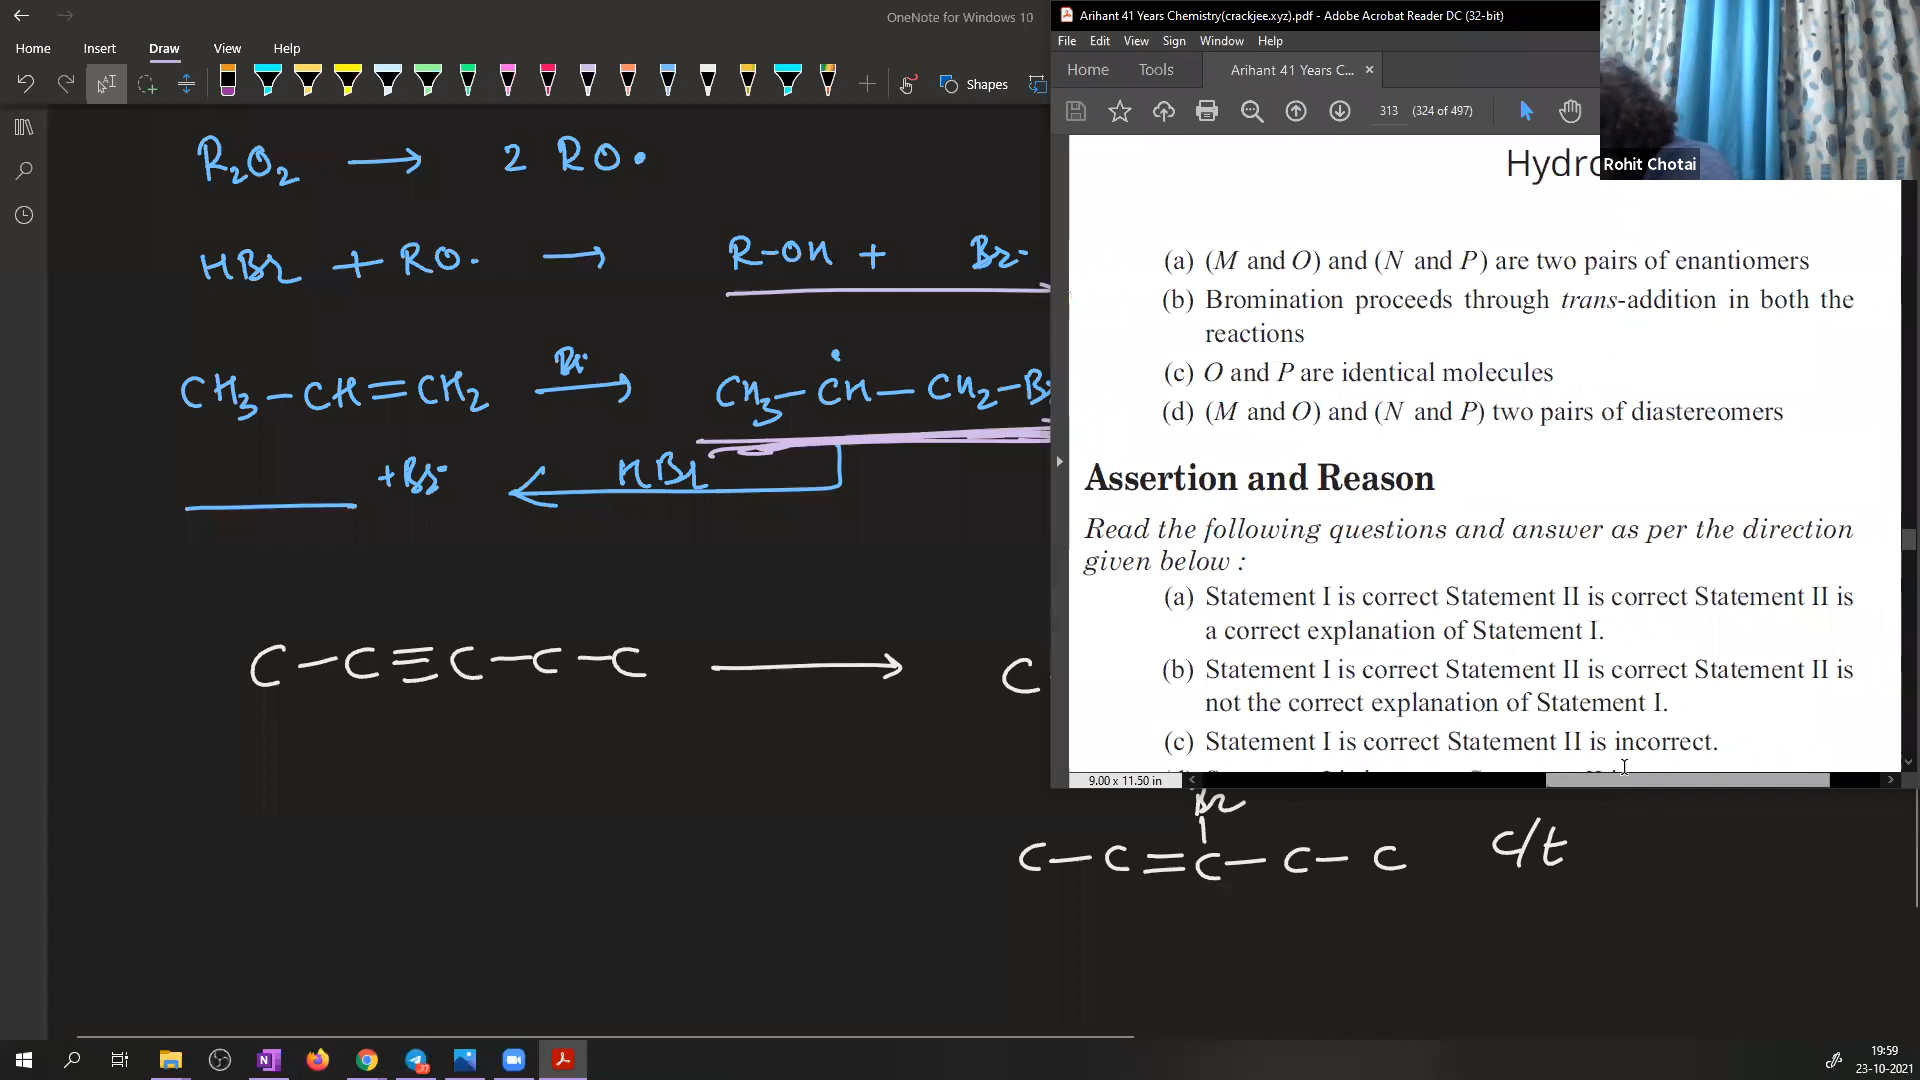 OneNote for Windows 10
Home Insert Draw View Help
Shapes
R₂O₂ → 2 RO•
HBr + RO• → R-OH + Br•
CH₃-CH=CH₂ Br• → CH₃-ĊH-CH₂-B
+Br• HBr
C-C≡C-C-C → C
Br
C-C=C-C-C c/t
Arihant 41 Years Chemistry(crackjee.xyz).pdf - Adobe Acrobat Reader DC (32-bit)
File Edit View Sign Window Help
Home Tools Arihant 41 Years C... ×
313 (324 of 497)
Rohit Chotai
Hydro
(a) (M and O) and (N and P) are two pairs of enantiomers
(b) Bromination proceeds through trans-addition in both the
reactions
(c) O and P are identical molecules
(d) (M and O) and (N and P) two pairs of diastereomers
Assertion and Reason
Read the following questions and answer as per the direction
given below :
(a) Statement I is correct Statement II is correct Statement II is
a correct explanation of Statement I.
(b) Statement I is correct Statement II is correct Statement II is
not the correct explanation of Statement I.
(c) Statement I is correct Statement II is incorrect.
9.00 x 11.50 in
19:59
23-10-2021